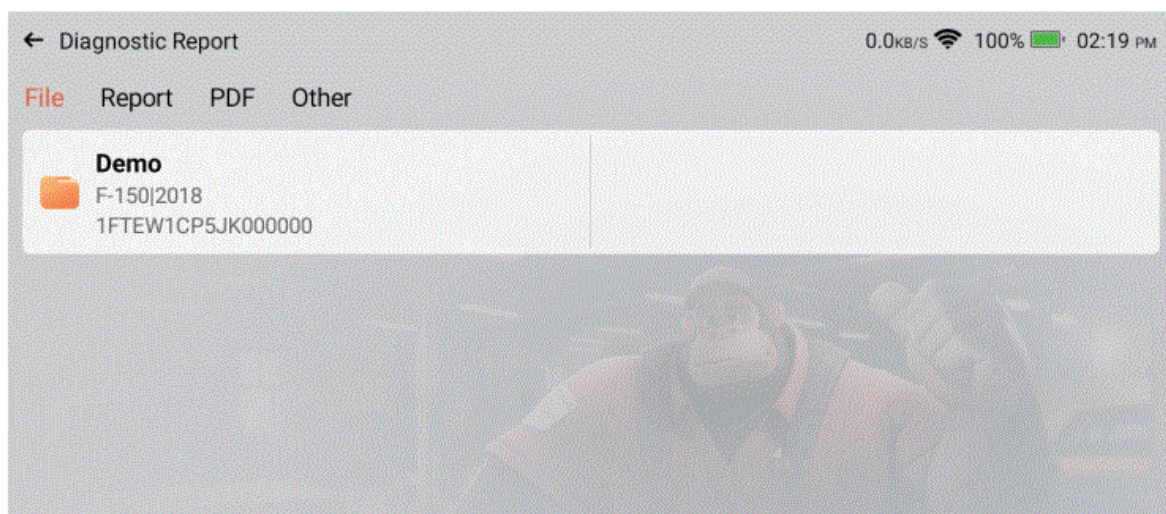 ← Diagnostic Report 0.0KB/S 100% 02:19 PM
File Report PDF Other
Demo
F-150|2018
1FTEW1CP5JK000000